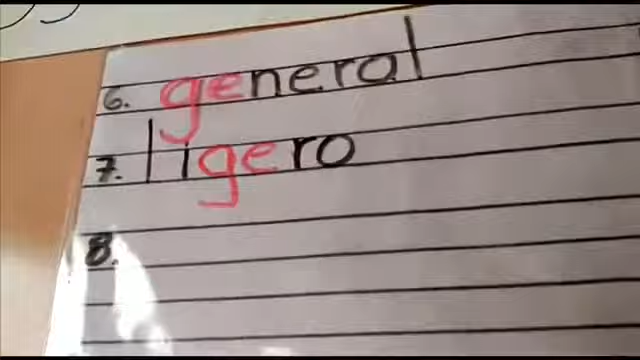 6. general
7. ligero
8.